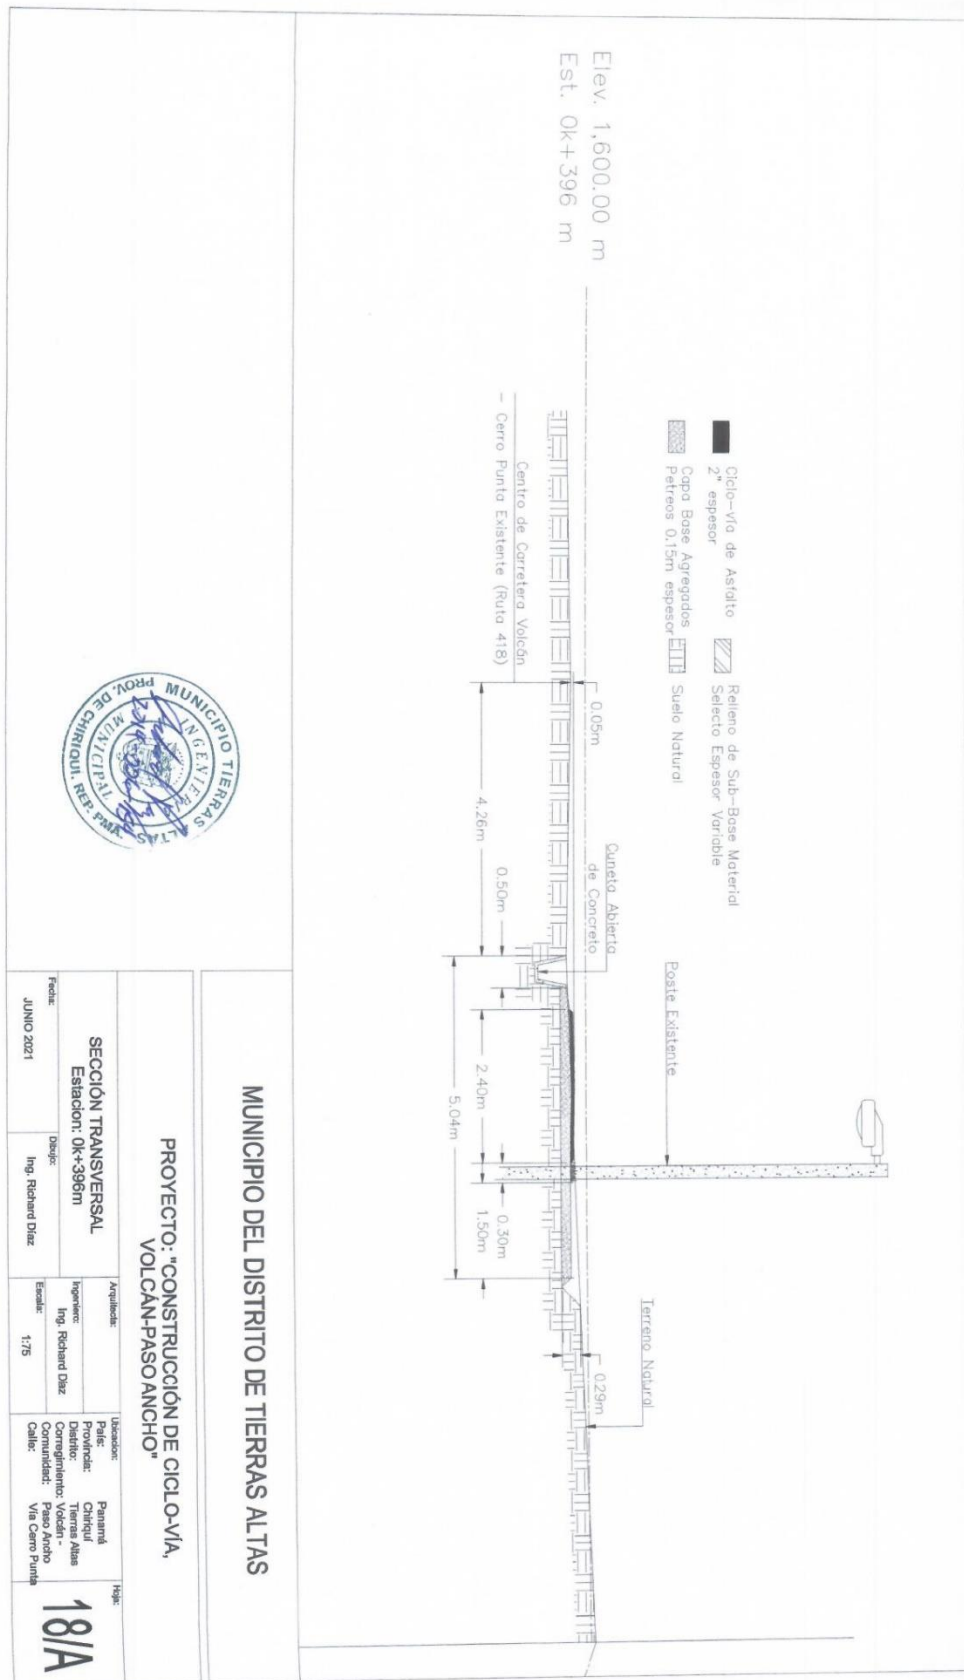 Elev. 1,600.00 m
Est. 0k+396 m
Ciclo-vía de Asfalto
2" espesor
Capa Base Agregados
Petreos 0.15m espesor
Relleno de Sub-Base Material
Selecto Espesor Variable
Suelo Natural
Centro de Carretera Volcán
- Cerro Punta Existente (Ruta 418)
0.05m
4.26m
0.50m
Cuneta Abierta
de Concreto
Poste Existente
2.40m
5.04m
0.30m
1.50m
Terreno Natural
0.29m
MUNICIPIO TIERRAS ALTAS
INGENIERÍA
MUNICIPAL
PROV. DE CHIRIQUI. REP. PMÁ.
MUNICIPIO DEL DISTRITO DE TIERRAS ALTAS
PROYECTO: "CONSTRUCCIÓN DE CICLO-VÍA,
VOLCÁN-PASO ANCHO"
SECCIÓN TRANSVERSAL
Estacion: 0k+396m
Fecha:
JUNIO 2021
Dibujo:
Ing. Richard Díaz
Arquitecto:
Ingeniero:
Ing. Richard Díaz
Escala:
1:75
Ubicacion:
País: Panamá
Provincia: Chiriquí
Distrito: Tierras Altas
Corregimiento: Volcán -
Comunidad: Paso Ancho
Calle: Vía Cerro Punta
Hoja:
18/A